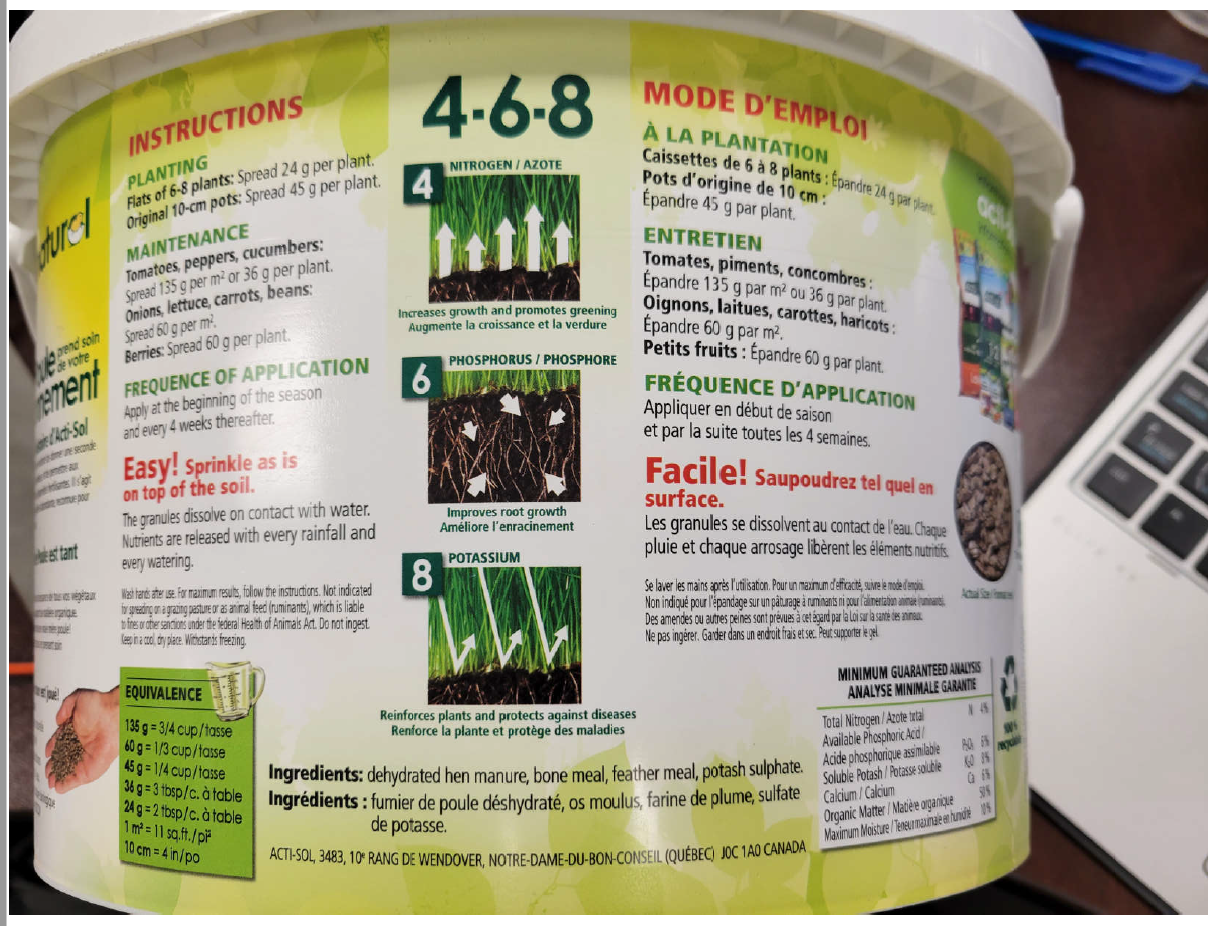 prend soin
de votre
INSTRUCTIONS
PLANTING
Flats of 6-8 plants: Spread 24 g per plant.
Original 10-cm pots: Spread 45 g per plant.
MAINTENANCE
Tomatoes, peppers, cucumbers:
Spread 135 g per m² or 36 g per plant.
Onions, lettuce, carrots, beans:
Spread 60 g per m².
Berries: Spread 60 g per plant.
FREQUENCE OF APPLICATION
Apply at the beginning of the season
and every 4 weeks thereafter.
Easy! Sprinkle as is
on top of the soil.
The granules dissolve on contact with water.
Nutrients are released with every rainfall and
every watering.
Wash hands after use. For maximum results, follow the instructions. Not indicated
for spreading on a grazing pasture or as animal feed (ruminants), which is liable
to fines or other sanctions under the federal Health of Animals Act. Do not ingest.
Keep in a cool, dry place. Withstands freezing.
EQUIVALENCE
135 g = 3/4 cup/tasse
60 g = 1/3 cup/tasse
45 g = 1/4 cup/tasse
36 g = 3 tbsp/c. à table
24 g = 2 tbsp/c. à table
1 m² = 11 sq.ft./pi²
10 cm = 4 in/po
4-6-8
4
NITROGEN / AZOTE
Increases growth and promotes greening
Augmente la croissance et la verdure
6
PHOSPHORUS / PHOSPHORE
Improves root growth
Améliore l'enracinement
8
POTASSIUM
Reinforces plants and protects against diseases
Renforce la plante et protège des maladies
MODE D'EMPLOI
À LA PLANTATION
Caissettes de 6 à 8 plants : Épandre 24 g par plant.
Pots d'origine de 10 cm :
Épandre 45 g par plant.
ENTRETIEN
Tomates, piments, concombres :
Épandre 135 g par m² ou 36 g par plant.
Oignons, laitues, carottes, haricots :
Épandre 60 g par m².
Petits fruits : Épandre 60 g par plant.
FRÉQUENCE D'APPLICATION
Appliquer en début de saison
et par la suite toutes les 4 semaines.
Facile! Saupoudrez tel quel en
surface.
Les granules se dissolvent au contact de l'eau. Chaque
pluie et chaque arrosage libèrent les éléments nutritifs.
Se laver les mains après l'utilisation. Pour un maximum d'efficacité, suivre le mode d'emploi.
Non indiqué pour l'épandage sur un pâturage à ruminants ni pour l'alimentation animale (ruminants).
Des amendes ou autres peines sont prévues à cet égard par la Loi sur la santé des animaux.
Ne pas ingérer. Garder dans un endroit frais et sec. Peut supporter le gel.
MINIMUM GUARANTEED ANALYSIS
ANALYSE MINIMALE GARANTIE
Total Nitrogen / Azote total N 4%
Available Phosphoric Acid /
Acide phosphorique assimilable P₂O₅ 6%
Soluble Potash / Potasse soluble K₂O 8%
Calcium / Calcium Ca 6%
Organic Matter / Matière organique 50%
Maximum Moisture / Teneur maximale en humidité 10%
Ingredients: dehydrated hen manure, bone meal, feather meal, potash sulphate.
Ingrédients : fumier de poule déshydraté, os moulus, farine de plume, sulfate
de potasse.
ACTI-SOL, 3483, 10ᵉ RANG DE WENDOVER, NOTRE-DAME-DU-BON-CONSEIL (QUÉBEC) J0C 1A0 CANADA
Actual Size
100 %